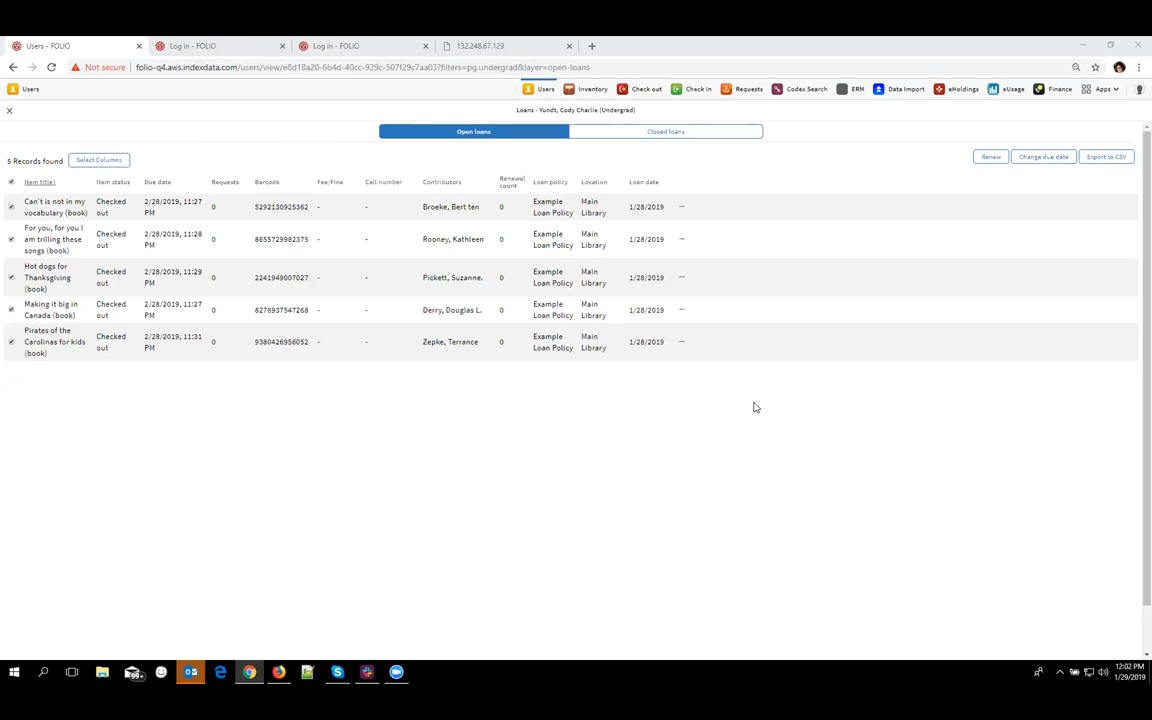 Users - FOLIO
Log in - FOLIO
Log in - FOLIO
132.248.67.129
Not secure
folio-q4.aws.indexdata.com/users/view/e8d18a20-6b4d-40cc-929c-507f29c7aa03?filters=pg.undergrad&layer=open-loans
Users
Users
Inventory
Check out
Check in
Requests
Codex Search
ERM
Data Import
eHoldings
eUsage
Finance
Apps
Loans - Yundt, Cody Charlie (Undergrad)
Open loans
Closed loans
5 Records found
Select Columns
Renew
Change due date
Export to CSV
Item title↑ Item status Due date Requests Barcode Fee/Fine Call number Contributors Renewal count Loan policy Location Loan date
Can't is not in my Checked 2/28/2019, 11:27 0 5292130925362 - - Broeke, Bert ten 0 Example Main 1/28/2019 ···
vocabulary (book) out PM Loan Policy Library
For you, for you I Checked 2/28/2019, 11:28 0 8655729982375 - - Rooney, Kathleen 0 Example Main 1/28/2019 ···
am trilling these out PM Loan Policy Library
songs (book)
Hot dogs for Checked 2/28/2019, 11:29 0 2241949007027 - - Pickett, Suzanne. 0 Example Main 1/28/2019 ···
Thanksgiving out PM Loan Policy Library
(book)
Making it big in Checked 2/28/2019, 11:27 0 8276937547268 - - Derry, Douglas L. 0 Example Main 1/28/2019 ···
Canada (book) out PM Loan Policy Library
Pirates of the Checked 2/28/2019, 11:31 0 9380426956052 - - Zepke, Terrance 0 Example Main 1/28/2019 ···
Carolinas for kids out PM Loan Policy Library
(book)
99+
12:02 PM
1/29/2019